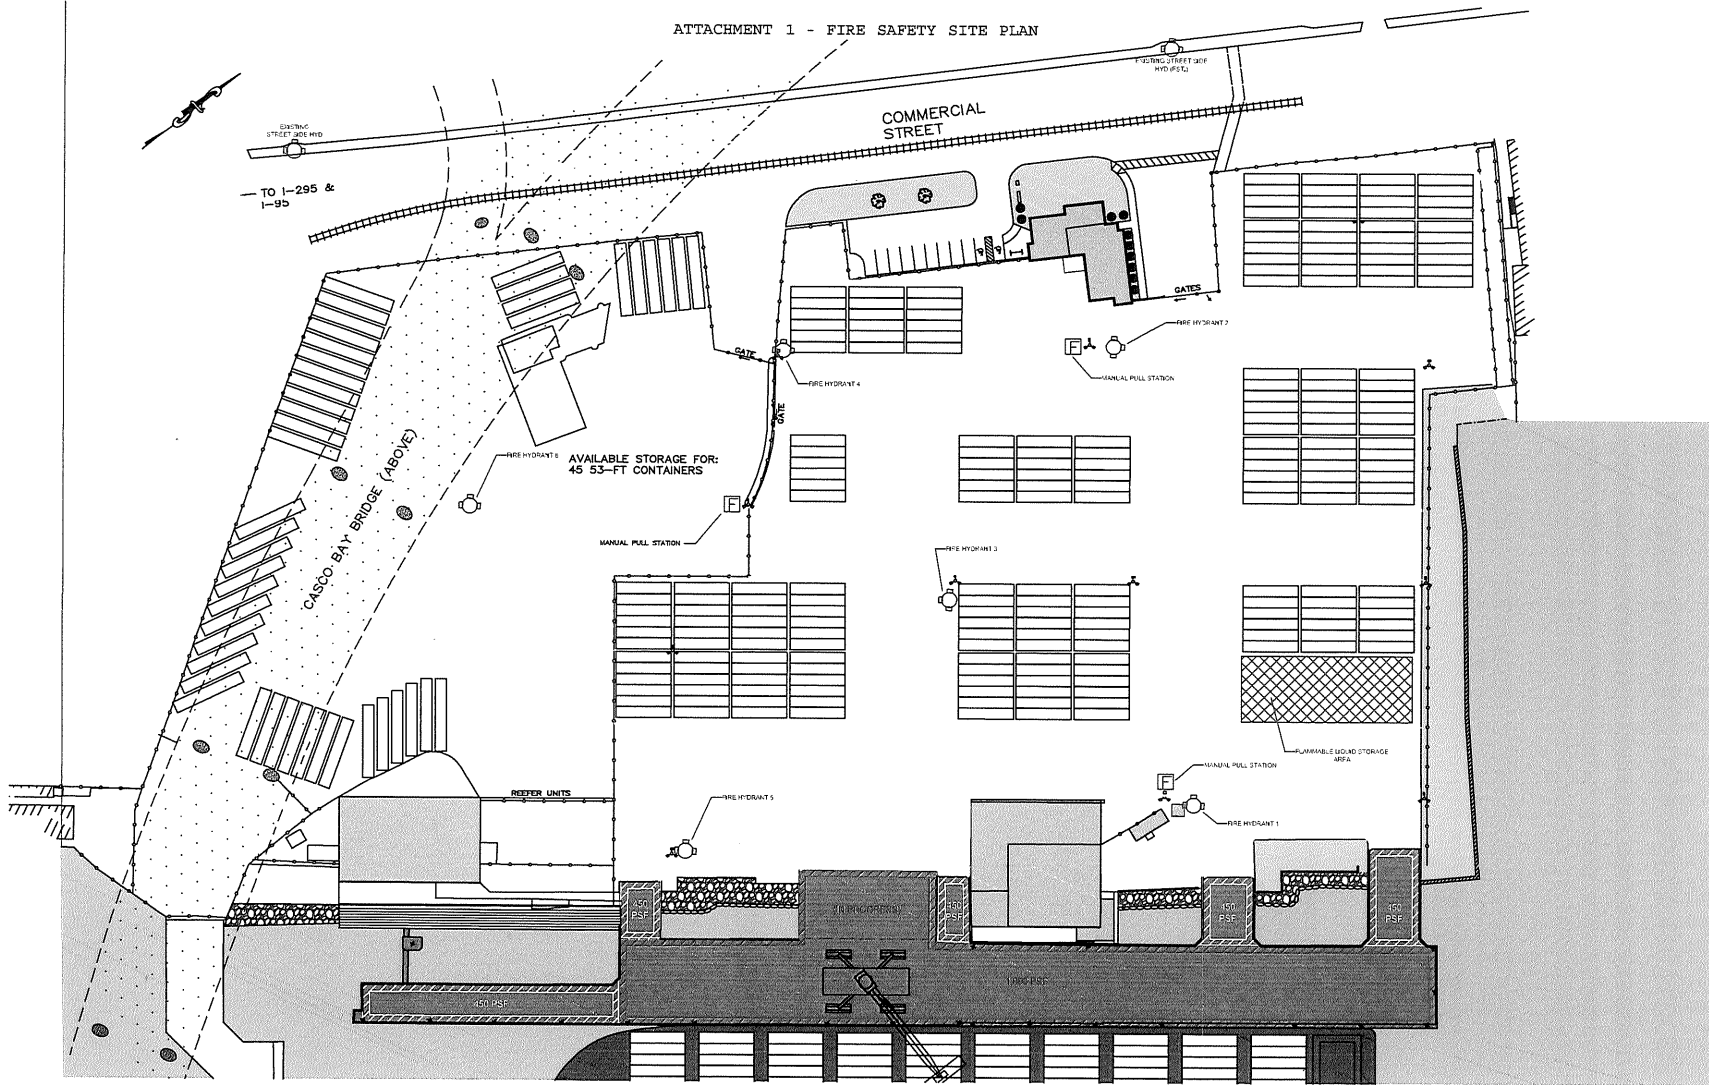 ATTACHMENT 1 - FIRE SAFETY SITE PLAN
EXISTING STREET SIDE
HYD (EST.)
COMMERCIAL
STREET
EXISTING
STREET SIDE HYD
TO I-295 &
I-95
GATES
FIRE HYDRANT 2
F
MANUAL PULL STATION
GATE
FIRE HYDRANT 4
GATE
CASCO BAY BRIDGE (ABOVE)
FIRE HYDRANT 6
AVAILABLE STORAGE FOR:
45 53-FT CONTAINERS
F
MANUAL PULL STATION
FIRE HYDRANT 3
FLAMMABLE LIQUID STORAGE
AREA
MANUAL PULL STATION
F
REEFER UNITS
FIRE HYDRANT 5
FIRE HYDRANT 1
450
PSF
450
PSF
450
PSF
450
PSF
450 PSF